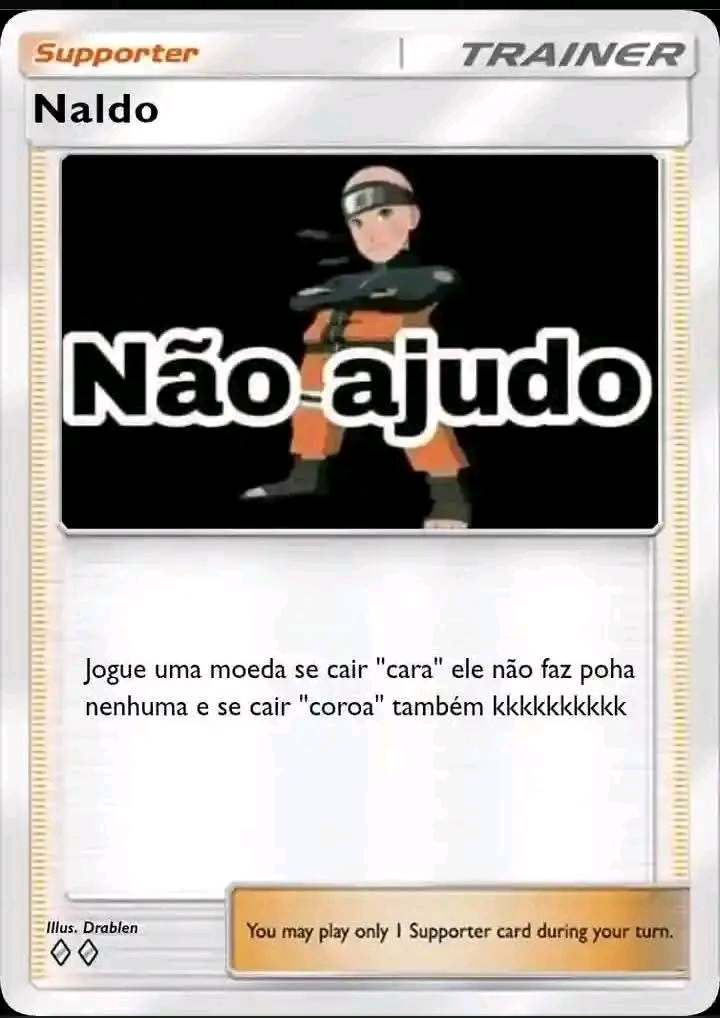 Supporter
TRAINER
Naldo
Não ajudo
Jogue uma moeda se cair "cara" ele não faz poha
nenhuma e se cair "coroa" também kkkkkkkkkk
Illus. Drablen
You may play only 1 Supporter card during your turn.